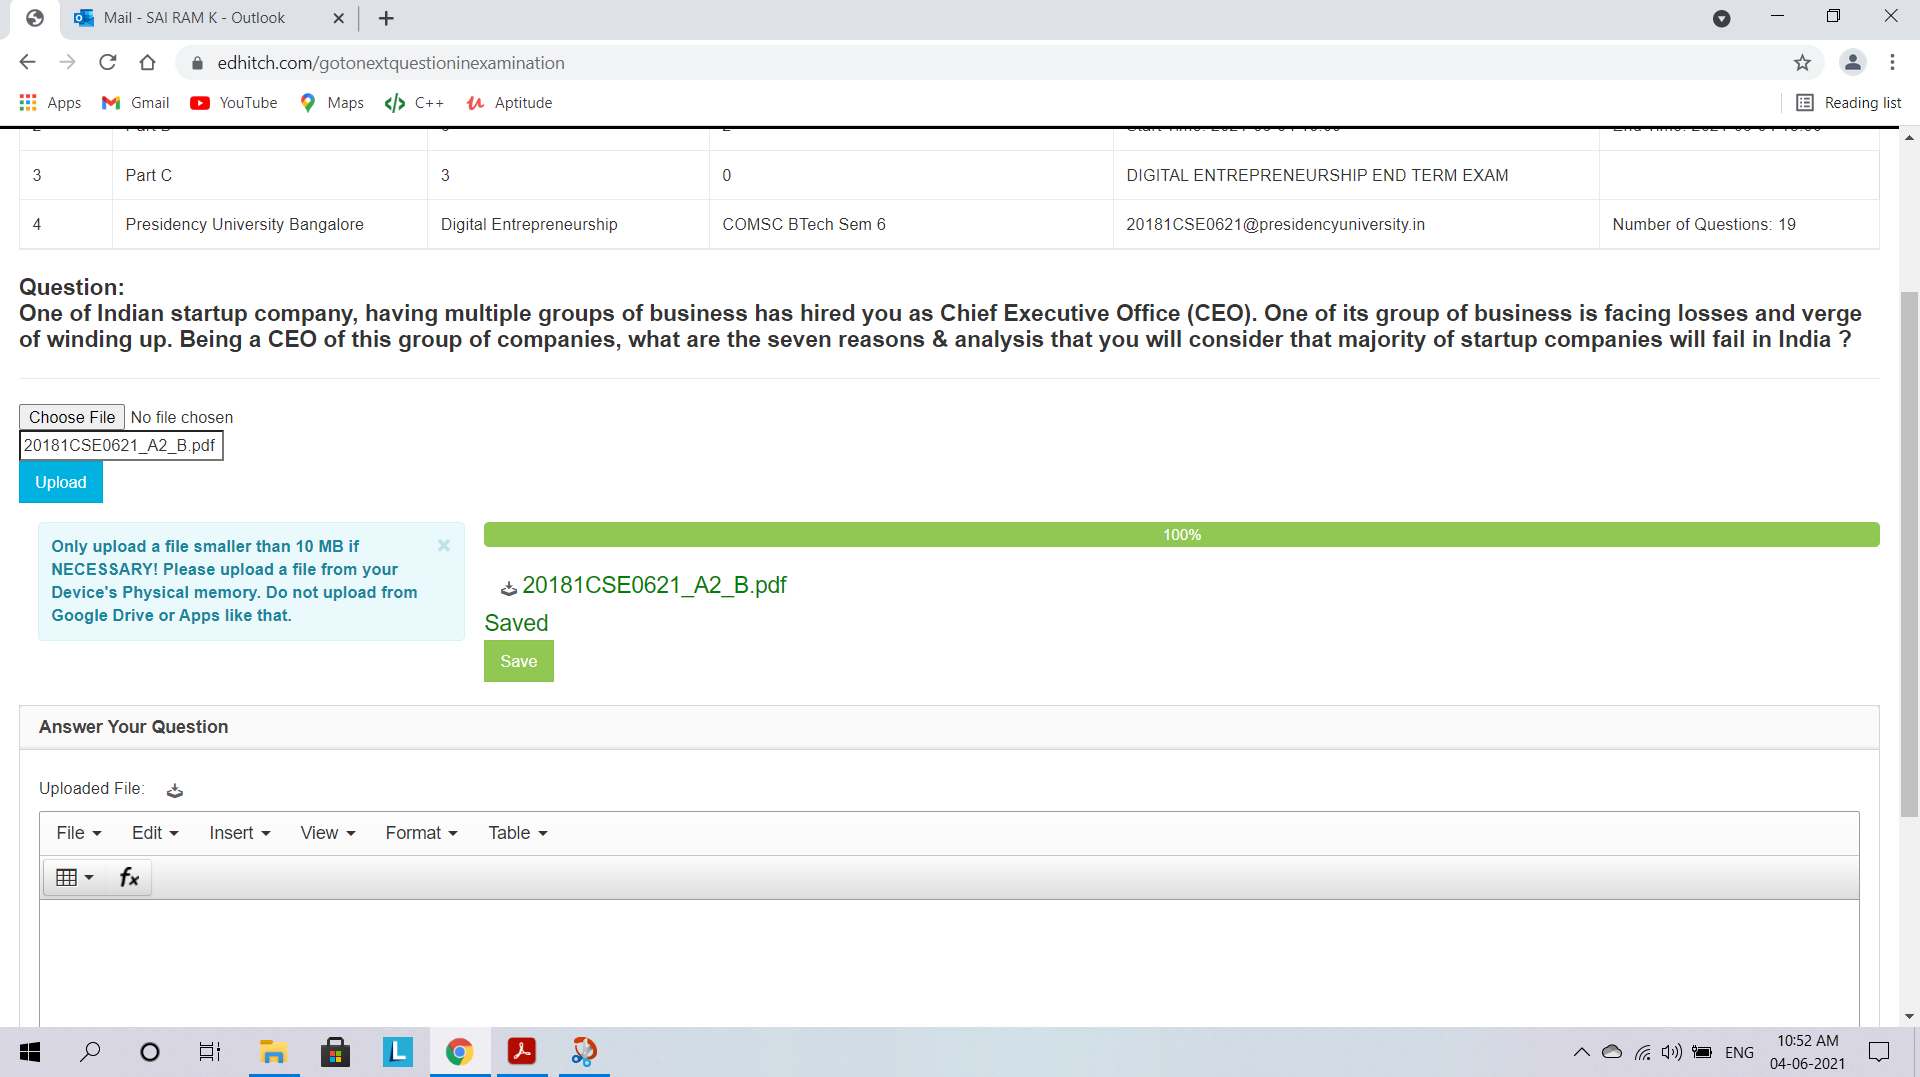 Mail - SAI RAM K - Outlook
edhitch.com/gotonextquestioninexamination
Apps Gmail YouTube Maps C++ Aptitude Reading list
3 Part C 3 0 DIGITAL ENTREPRENEURSHIP END TERM EXAM
4 Presidency University Bangalore Digital Entrepreneurship COMSC BTech Sem 6 20181CSE0621@presidencyuniversity.in Number of Questions: 19
Question:
One of Indian startup company, having multiple groups of business has hired you as Chief Executive Office (CEO). One of its group of business is facing losses and verge
of winding up. Being a CEO of this group of companies, what are the seven reasons & analysis that you will consider that majority of startup companies will fail in India ?
Choose File No file chosen
20181CSE0621_A2_B.pdf
Upload
Only upload a file smaller than 10 MB if
NECESSARY! Please upload a file from your
Device's Physical memory. Do not upload from
Google Drive or Apps like that.
×
100%
20181CSE0621_A2_B.pdf
Saved
Save
Answer Your Question
Uploaded File:
File Edit Insert View Format Table
fx
ENG
10:52 AM
04-06-2021